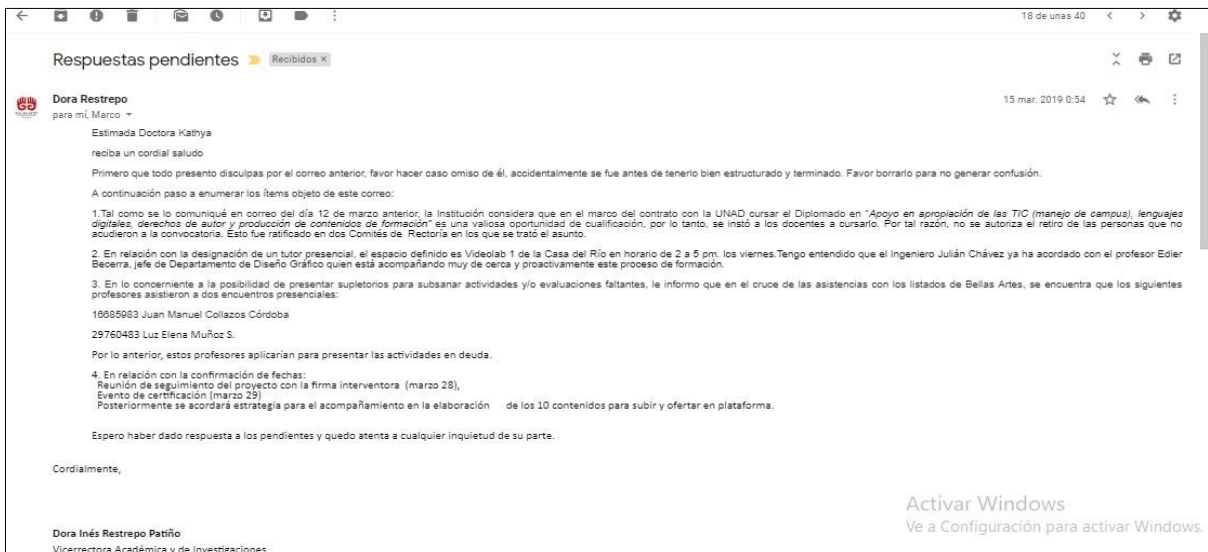 18 de unas 40
Respuestas pendientes
Recibidos ×
Dora Restrepo
15 mar. 2019 0:54
para mí, Marco
Estimada Doctora Kathya
reciba un cordial saludo
Primero que todo presento disculpas por el correo anterior, favor hacer caso omiso de él, accidentalmente se fue antes de tenerlo bien estructurado y terminado. Favor borrarlo para no generar confusión.
A continuación paso a enumerar los ítems objeto de este correo:
1.Tal como se lo comuniqué en correo del día 12 de marzo anterior, la Institución considera que en el marco del contrato con la UNAD cursar el Diplomado en "Apoyo en apropiación de las TIC (manejo de campus), lenguajes
digitales, derechos de autor y producción de contenidos de formación" es una valiosa oportunidad de cualificación, por lo tanto, se instó a los docentes a cursarlo. Por tal razón, no se autoriza el retiro de las personas que no
acudieron a la convocatoria. Esto fue ratificado en dos Comités de Rectoría en los que se trató el asunto.
2. En relación con la designación de un tutor presencial, el espacio definido es Videolab 1 de la Casa del Río en horario de 2 a 5 pm. los viernes.Tengo entendido que el Ingeniero Julián Chávez ya ha acordado con el profesor Edier
Becerra, jefe de Departamento de Diseño Gráfico quien está acompañando muy de cerca y proactivamente este proceso de formación.
3. En lo concerniente a la posibilidad de presentar supletorios para subsanar actividades y/o evaluaciones faltantes, le informo que en el cruce de las asistencias con los listados de Bellas Artes, se encuentra que los siguientes
profesores asistieron a dos encuentros presenciales:
16685983 Juan Manuel Collazos Córdoba
29760483 Luz Elena Muñoz S.
Por lo anterior, estos profesores aplicarían para presentar las actividades en deuda.
4. En relación con la confirmación de fechas:
Reunión de seguimiento del proyecto con la firma interventora (marzo 28),
Evento de certificación (marzo 29)
Posteriormente se acordará estrategia para el acompañamiento en la elaboración de los 10 contenidos para subir y ofertar en plataforma.
Espero haber dado respuesta a los pendientes y quedo atenta a cualquier inquietud de su parte.
Cordialmente,
Activar Windows
Ve a Configuración para activar Windows.
Dora Inés Restrepo Patiño
Vicerrectora Académica y de Investigaciones